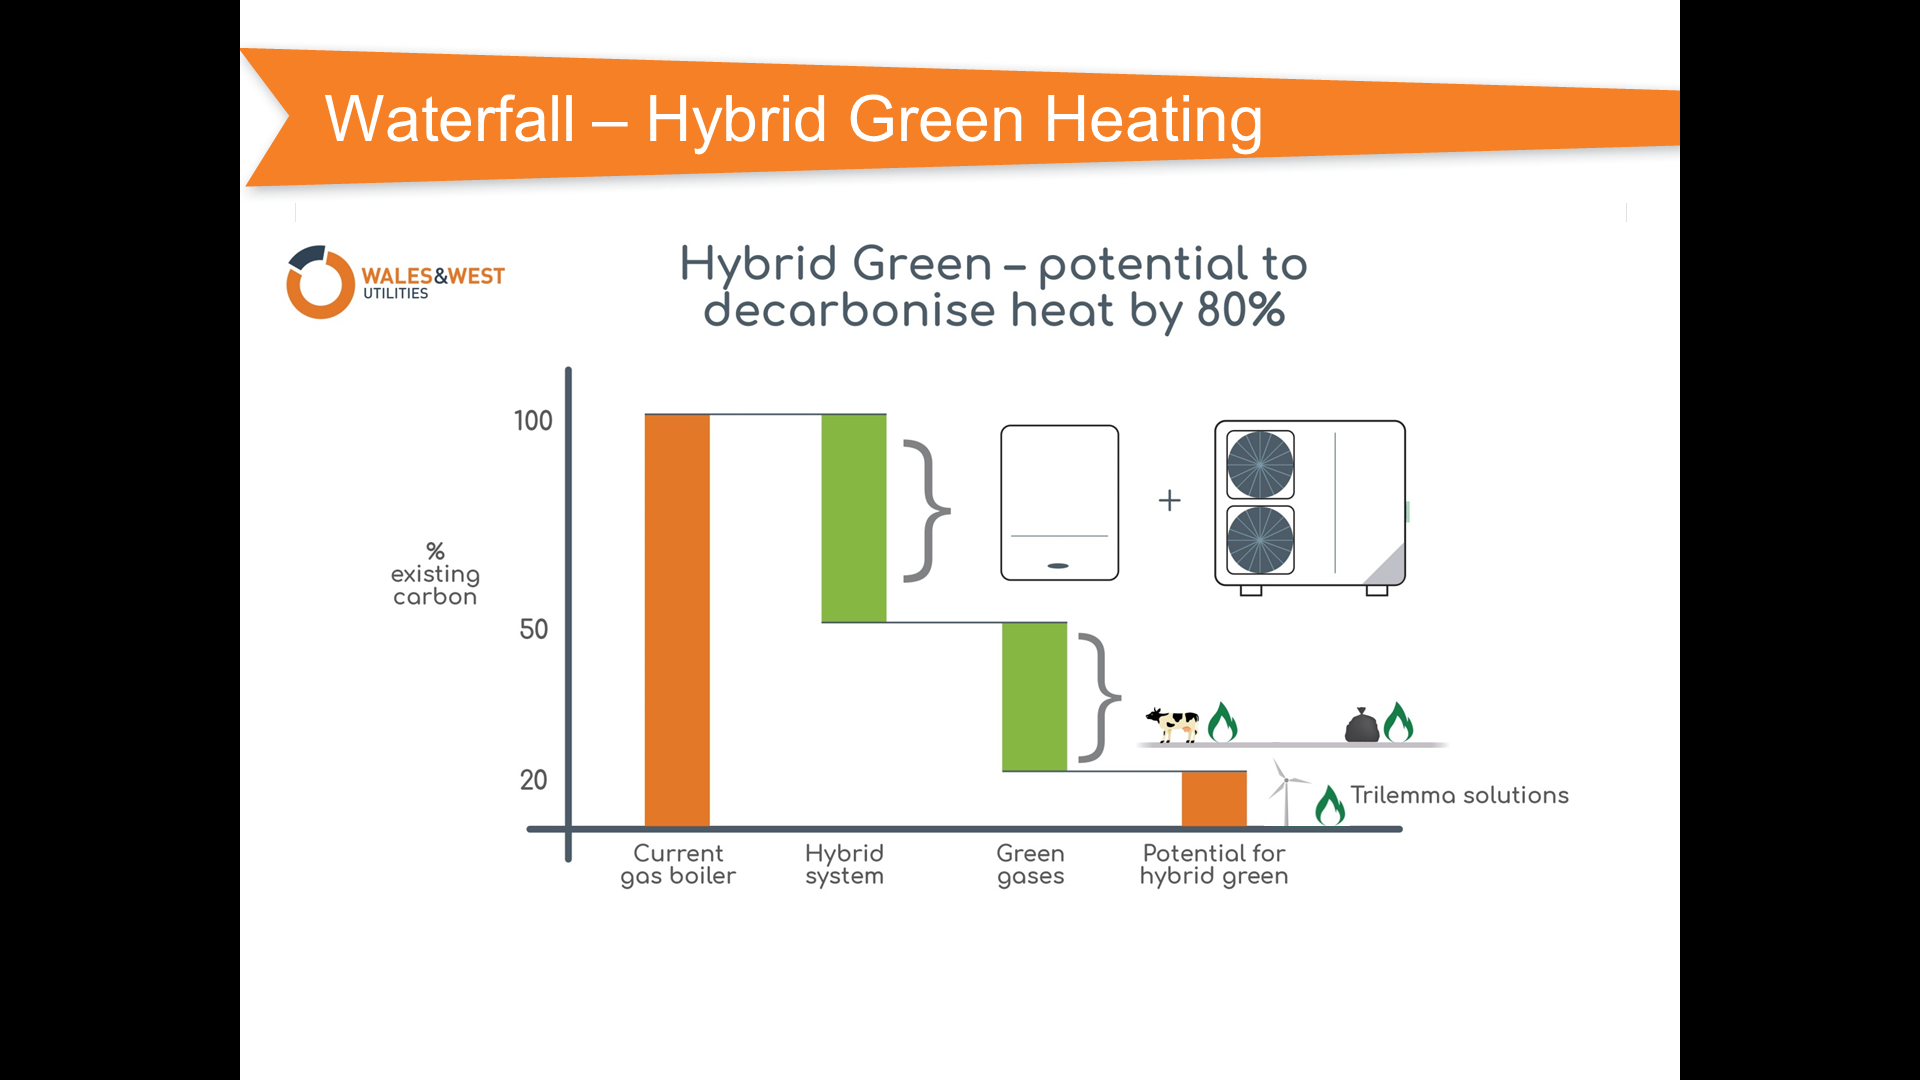 Waterfall – Hybrid Green Heating
WALES&WEST
UTILITIES
Hybrid Green – potential to
decarbonise heat by 80%
100
50
20
%
existing
carbon
+
Trilemma solutions
Current
gas boiler
Hybrid
system
Green
gases
Potential for
hybrid green